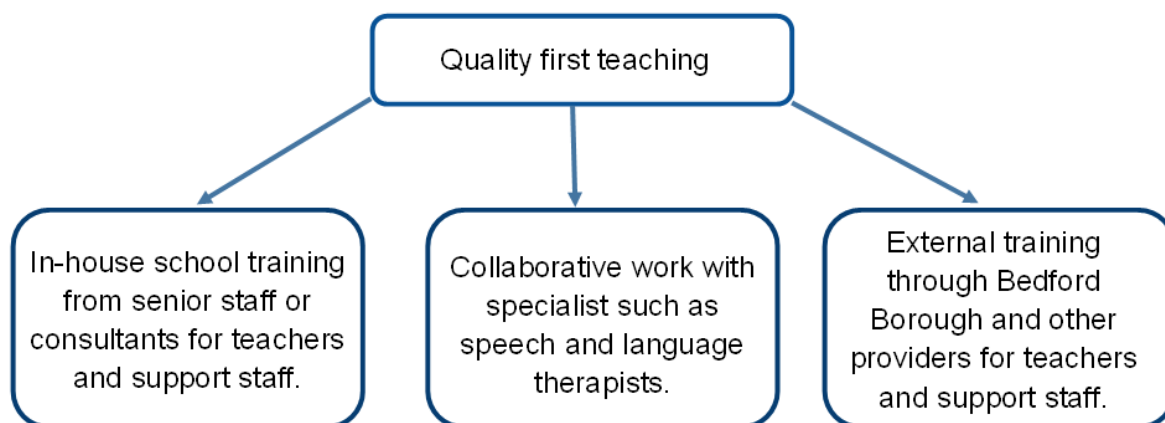 Quality first teaching
In-house school training
from senior staff or
consultants for teachers
and support staff.
Collaborative work with
specialist such as
speech and language
therapists.
External training
through Bedford
Borough and other
providers for teachers
and support staff.